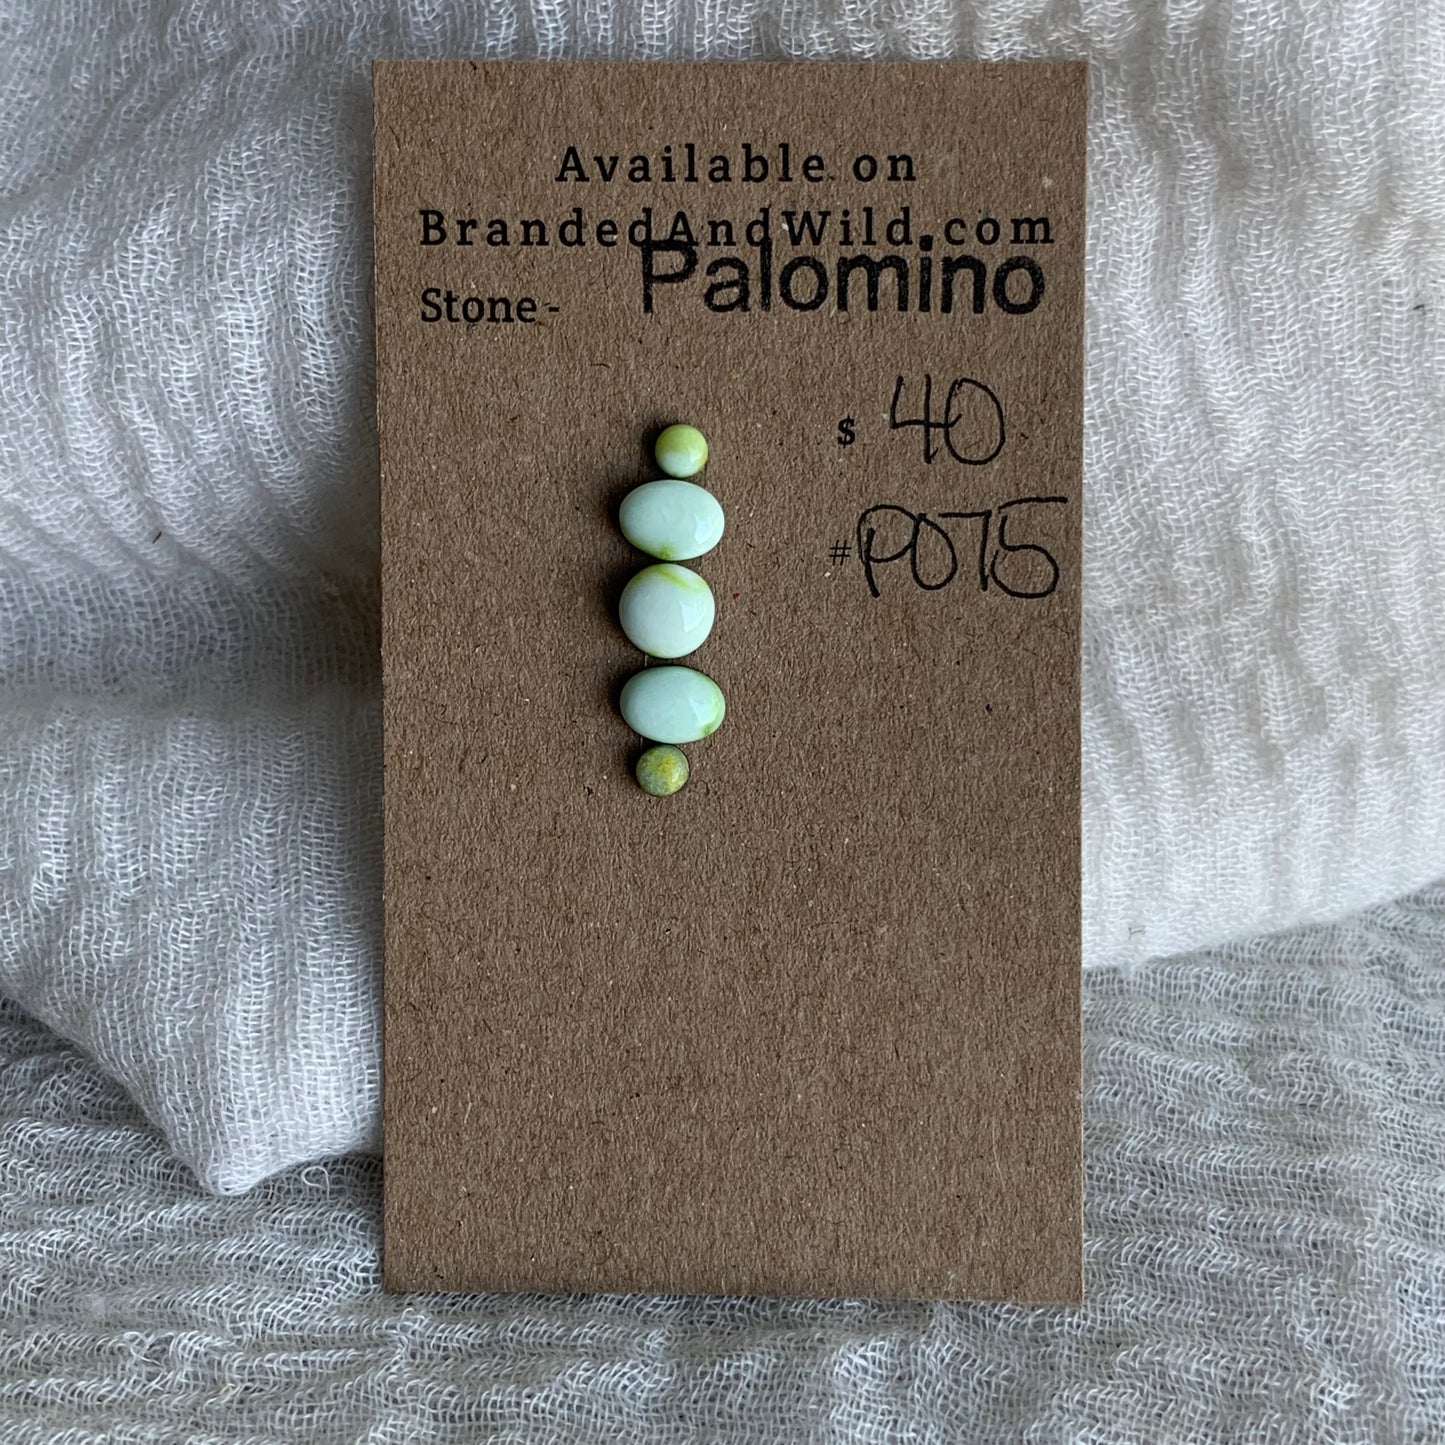 Available on
BrandedAndWild.com
Stone - Palomino
$ 40
# P075